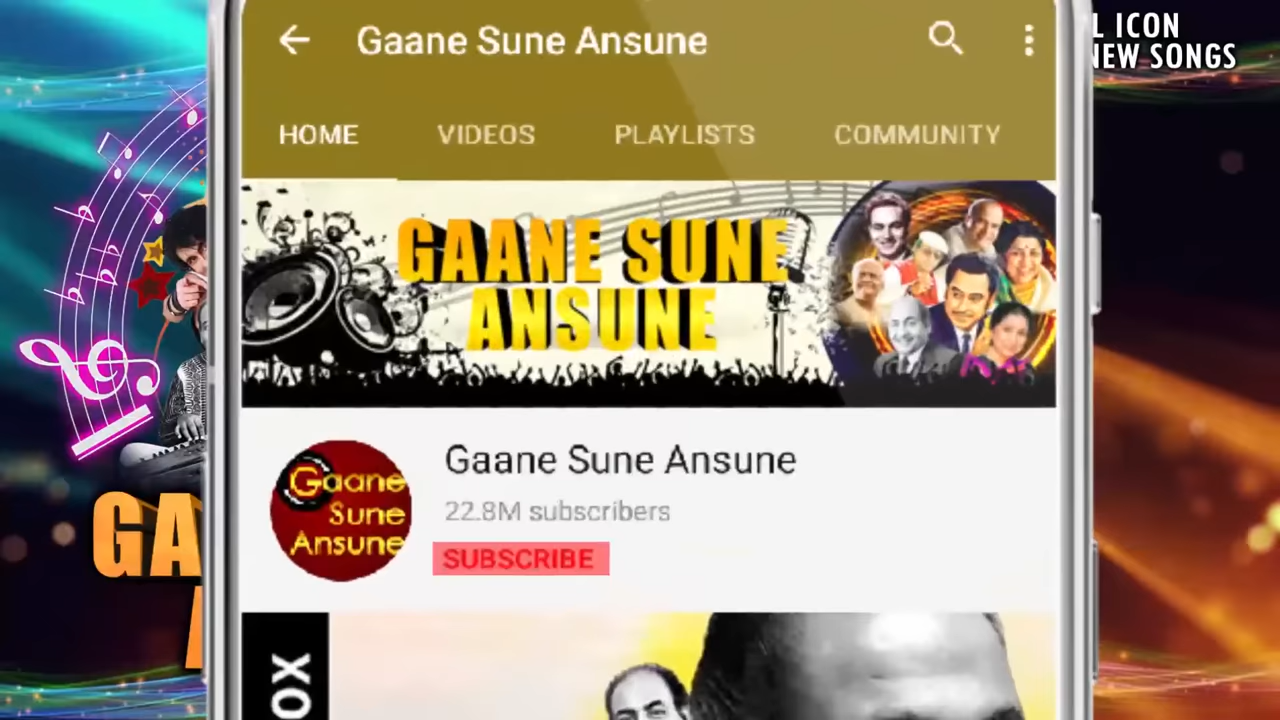 L ICON
NEW SONGS
Gaane Sune Ansune
HOME VIDEOS PLAYLISTS COMMUNITY
GAANE SUNE
ANSUNE
Gaane Sune Ansune
22.8M subscribers
SUBSCRIBE
Gaane
Sune
Ansune
GA
A
OX